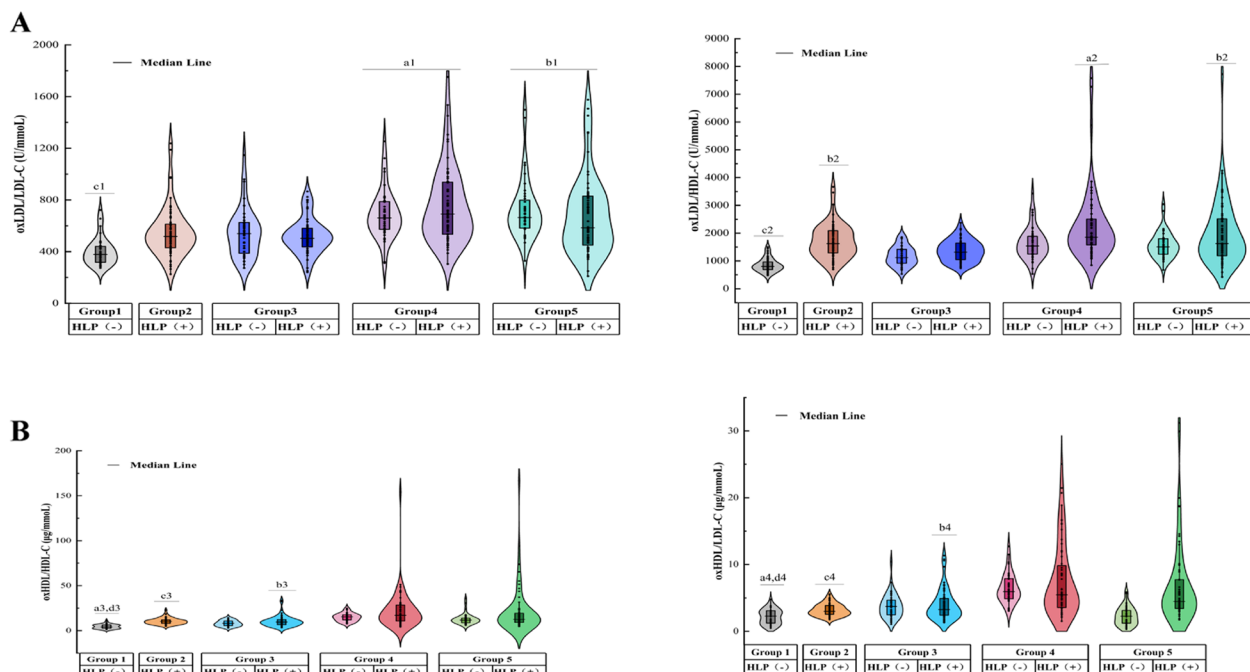 A
oxLDL/LDL-C (U/mmoL)
2000
1600
1200
800
400
0
Median Line
c1
a1
b1
Group1 Group2 Group3 Group4 Group5
HLP (-) HLP (+) HLP (-) HLP (+) HLP (-) HLP (+) HLP (-) HLP (+)
oxLDL/HDL-C (U/mmoL)
9000
8000
7000
6000
5000
4000
3000
2000
1000
0
Median Line
c2
b2
a2
b2
Group1 Group2 Group3 Group4 Group5
HLP (-) HLP (+) HLP (-) HLP (+) HLP (-) HLP (+) HLP (-) HLP (+)
B
oxHDL/HDL-C (μg/mmoL)
200
150
100
50
0
Median Line
a3,d3
c3
b3
Group 1 Group 2 Group 3 Group 4 Group 5
HLP (-) HLP (+) HLP (-) HLP (+) HLP (-) HLP (+) HLP (-) HLP (+)
oxHDL/LDL-C (μg/mmoL)
30
20
10
0
Median Line
a4,d4
c4
b4
Group 1 Group 2 Group 3 Group 4 Group 5
HLP (-) HLP (+) HLP (-) HLP (+) HLP (-) HLP (+) HLP (-) HLP (+)